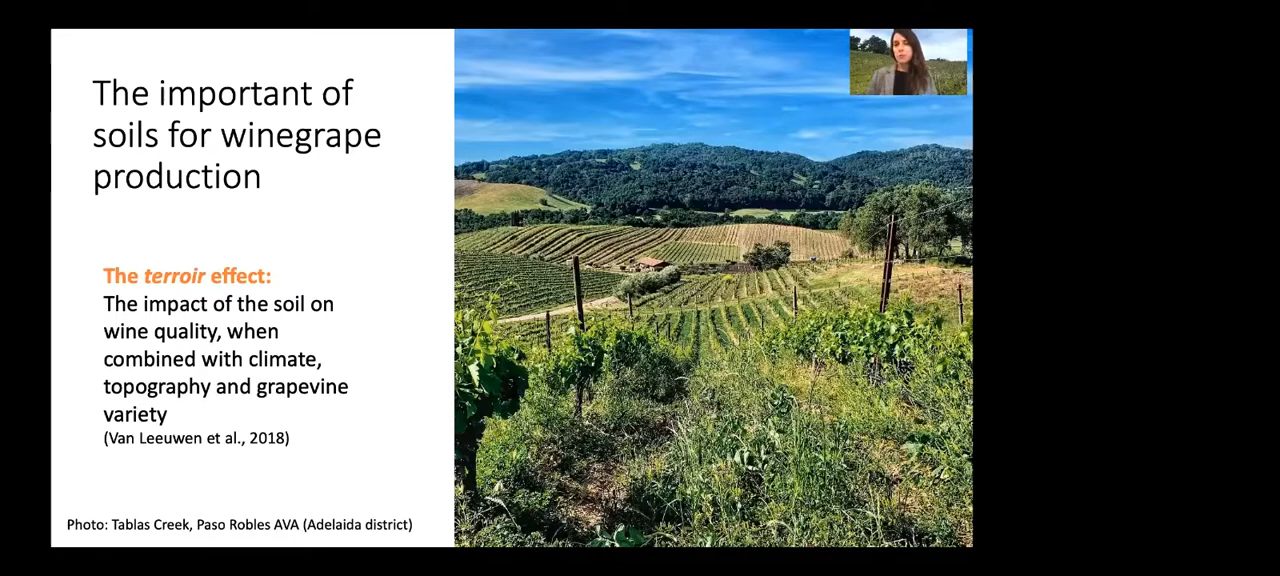 The important of
soils for winegrape
production
The terroir effect:
The impact of the soil on
wine quality, when
combined with climate,
topography and grapevine
variety
(Van Leeuwen et al., 2018)
Photo: Tablas Creek, Paso Robles AVA (Adelaida district)